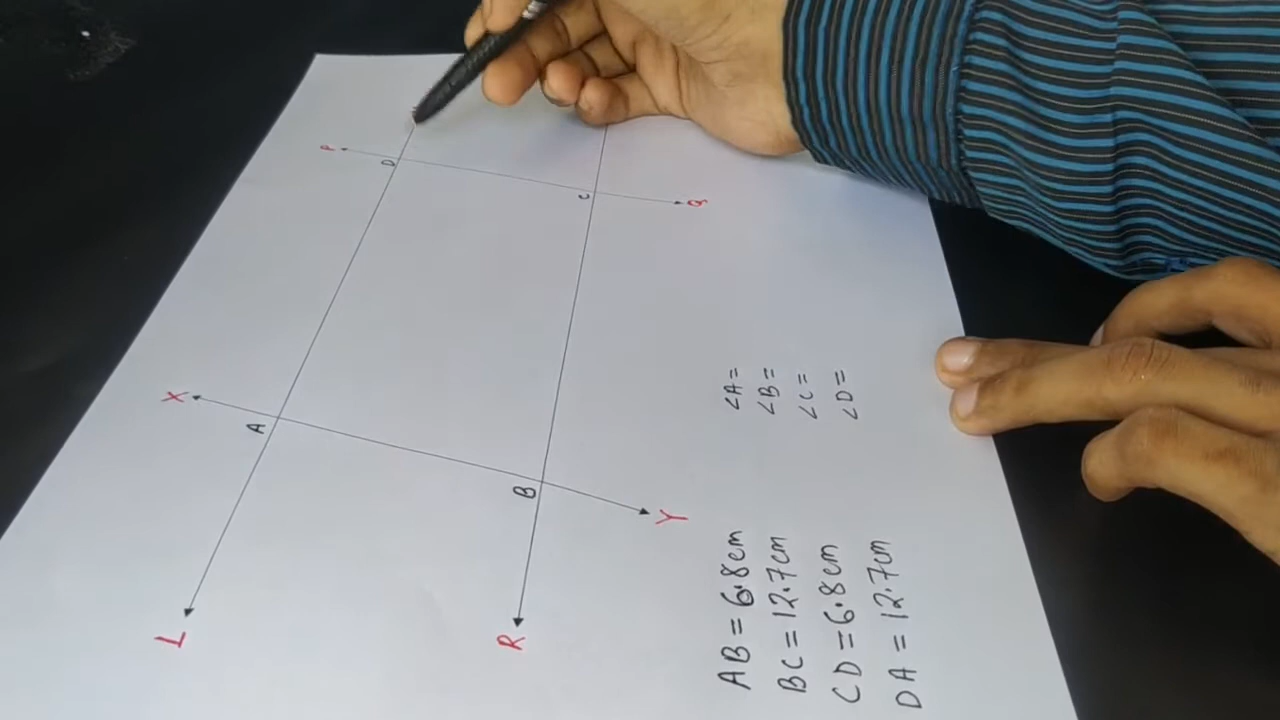 P
D
C
Q
X
A
B
Y
L
R
∠A=
∠B=
∠C=
∠D=
AB = 6.8cm
BC = 12.7cm
CD = 6.8cm
DA = 12.7cm